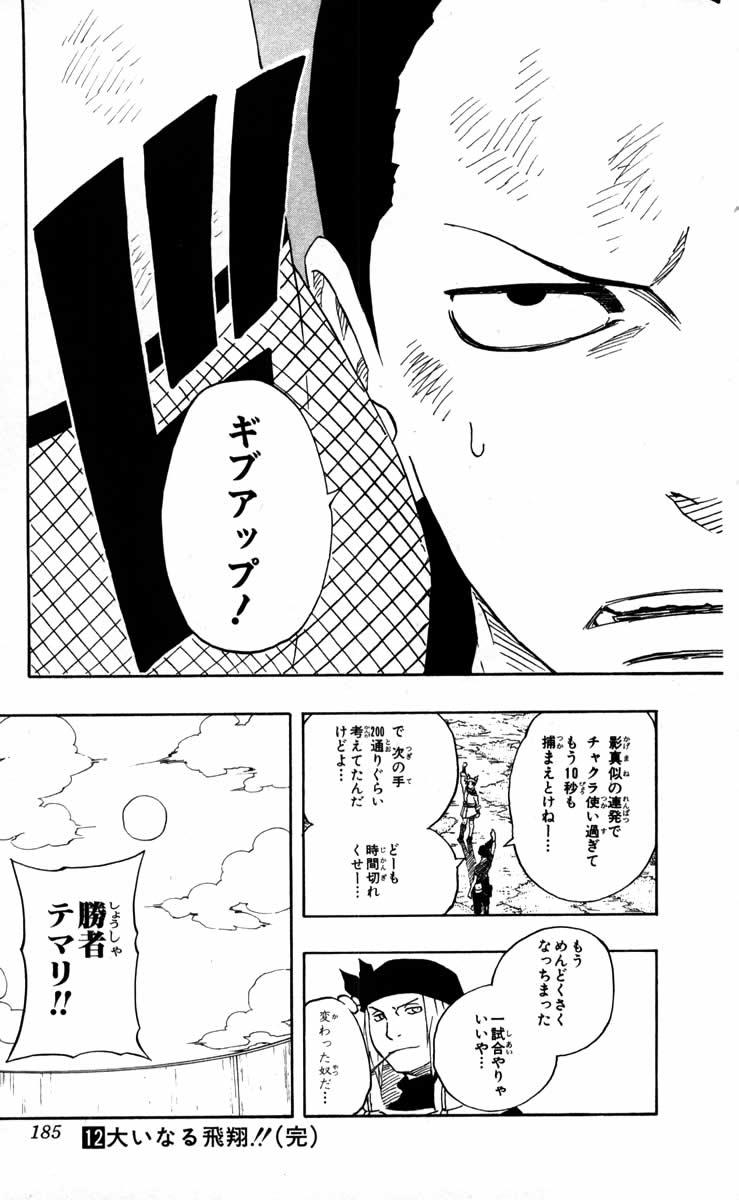 ギブアップ!
影真似の連発で
チャクラ使い過ぎて
もう10秒も
捕まえとけねー…
で 次の手
200通りぐらい
考えてたんだ
けどよ…
どーも
時間切れ
くせー…
もう
めんどくさく
なっちまった
一試合やりゃ
いいや…
変わった奴だ…
勝者
テマリ!!
185
12大いなる飛翔!!(完)